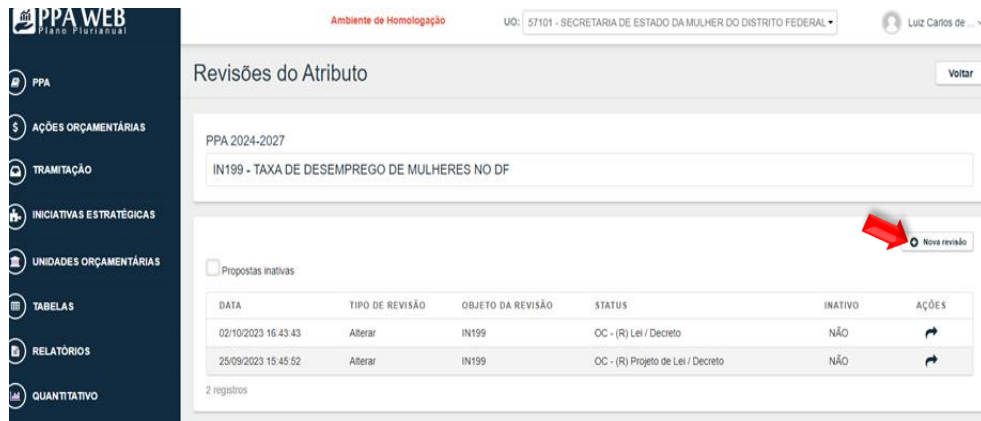 PPA WEB
Plano Plurianual
Ambiente de Homologação
UO: 57101 - SECRETARIA DE ESTADO DA MULHER DO DISTRITO FEDERAL
Luiz Carlos de ...
PPA
AÇÕES ORÇAMENTÁRIAS
TRAMITAÇÃO
INICIATIVAS ESTRATÉGICAS
UNIDADES ORÇAMENTÁRIAS
TABELAS
RELATÓRIOS
QUANTITATIVO
Revisões do Atributo
Voltar
PPA 2024-2027
IN199 - TAXA DE DESEMPREGO DE MULHERES NO DF
Nova revisão
Propostas inativas
DATA TIPO DE REVISÃO OBJETO DA REVISÃO STATUS INATIVO AÇÕES
02/10/2023 16:43:43 Alterar IN199 OC - (R) Lei / Decreto NÃO
25/09/2023 15:45:52 Alterar IN199 OC - (R) Projeto de Lei / Decreto NÃO
2 registros